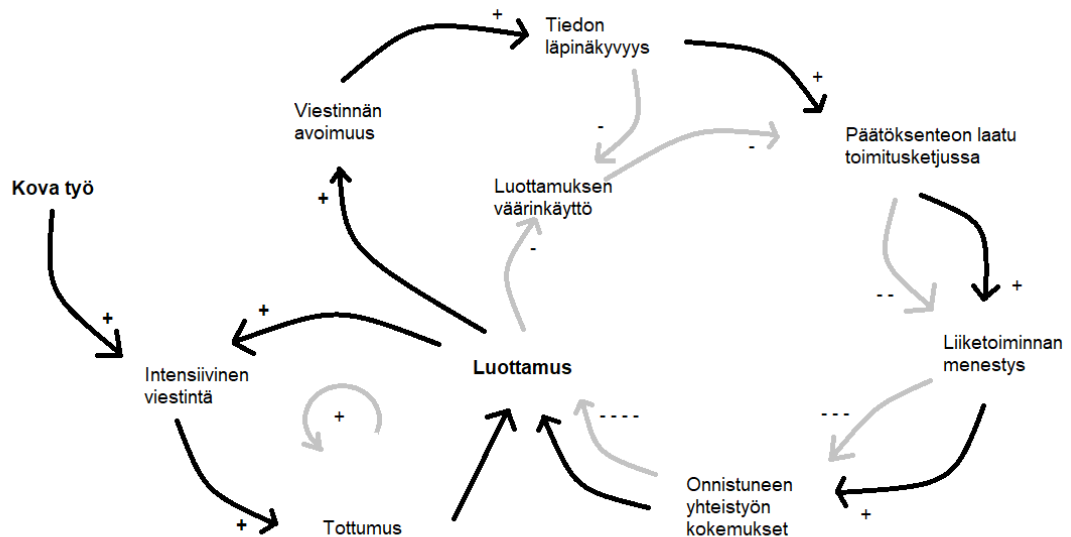 +
Tiedon
läpinäkyvyys
+
Viestinnän
avoimuus
-
-
Päätöksenteon laatu
toimitusketjussa
Kova työ
+
Luottamuksen
väärinkäyttö
-
- -
+
+
+
Liiketoiminnan
menestys
Intensiivinen
viestintä
Luottamus
+
- - - -
- - -
Onnistuneen
yhteistyön
kokemukset
+
+
Tottumus